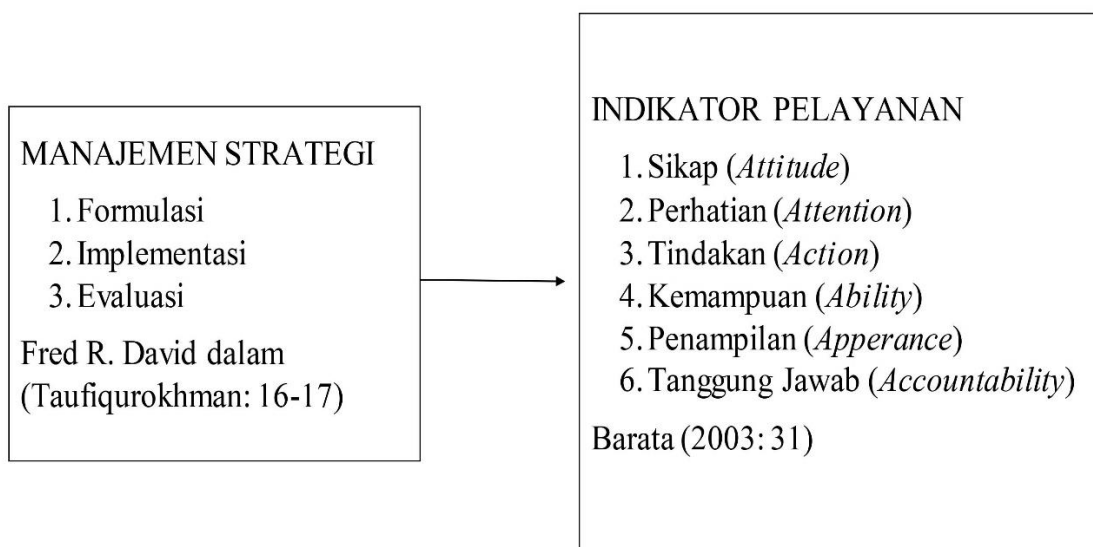 MANAJEMEN STRATEGI
1. Formulasi
2. Implementasi
3. Evaluasi
Fred R. David dalam
(Taufiqurokhman: 16-17)
INDIKATOR PELAYANAN
1. Sikap (Attitude)
2. Perhatian (Attention)
3. Tindakan (Action)
4. Kemampuan (Ability)
5. Penampilan (Apperance)
6. Tanggung Jawab (Accountability)
Barata (2003: 31)